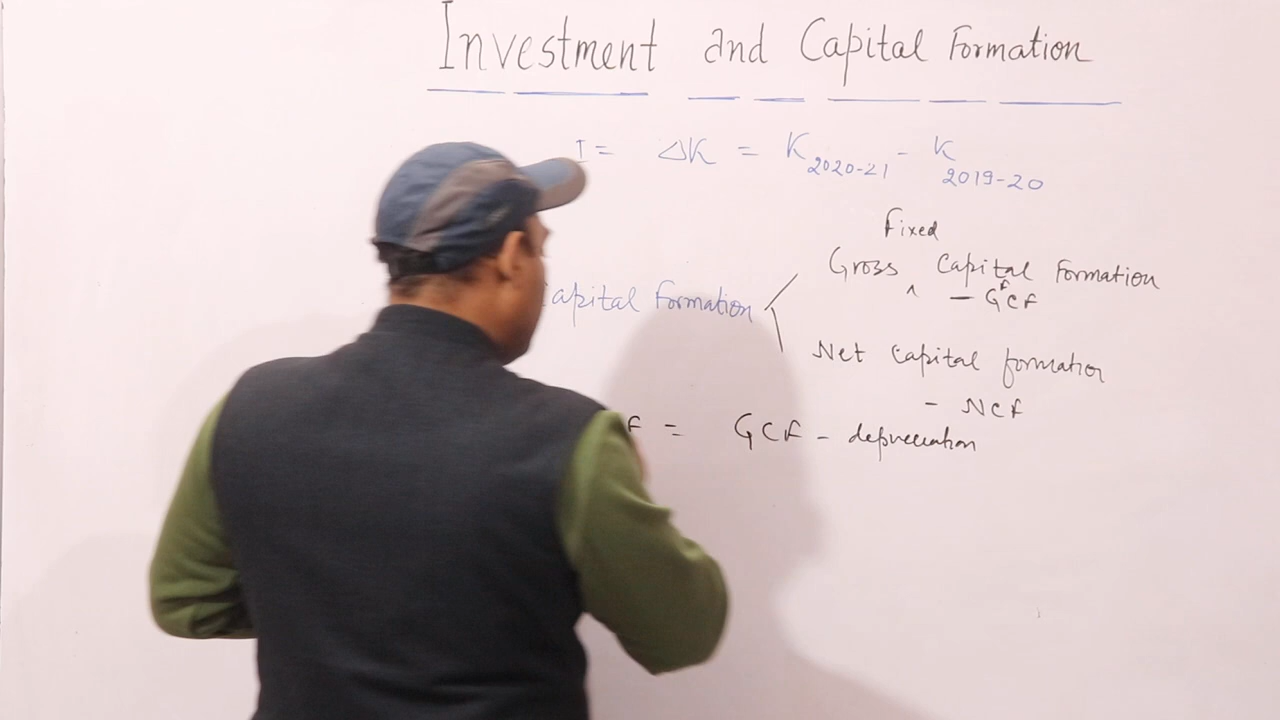 Investment and Capital Formation
I = ΔK = K2020-21 - K2019-20
Fixed
Gross ^ Capital Formation
- GFCF
apital Formation
Net Capital formation
- NCF
F = GCF - depreciation